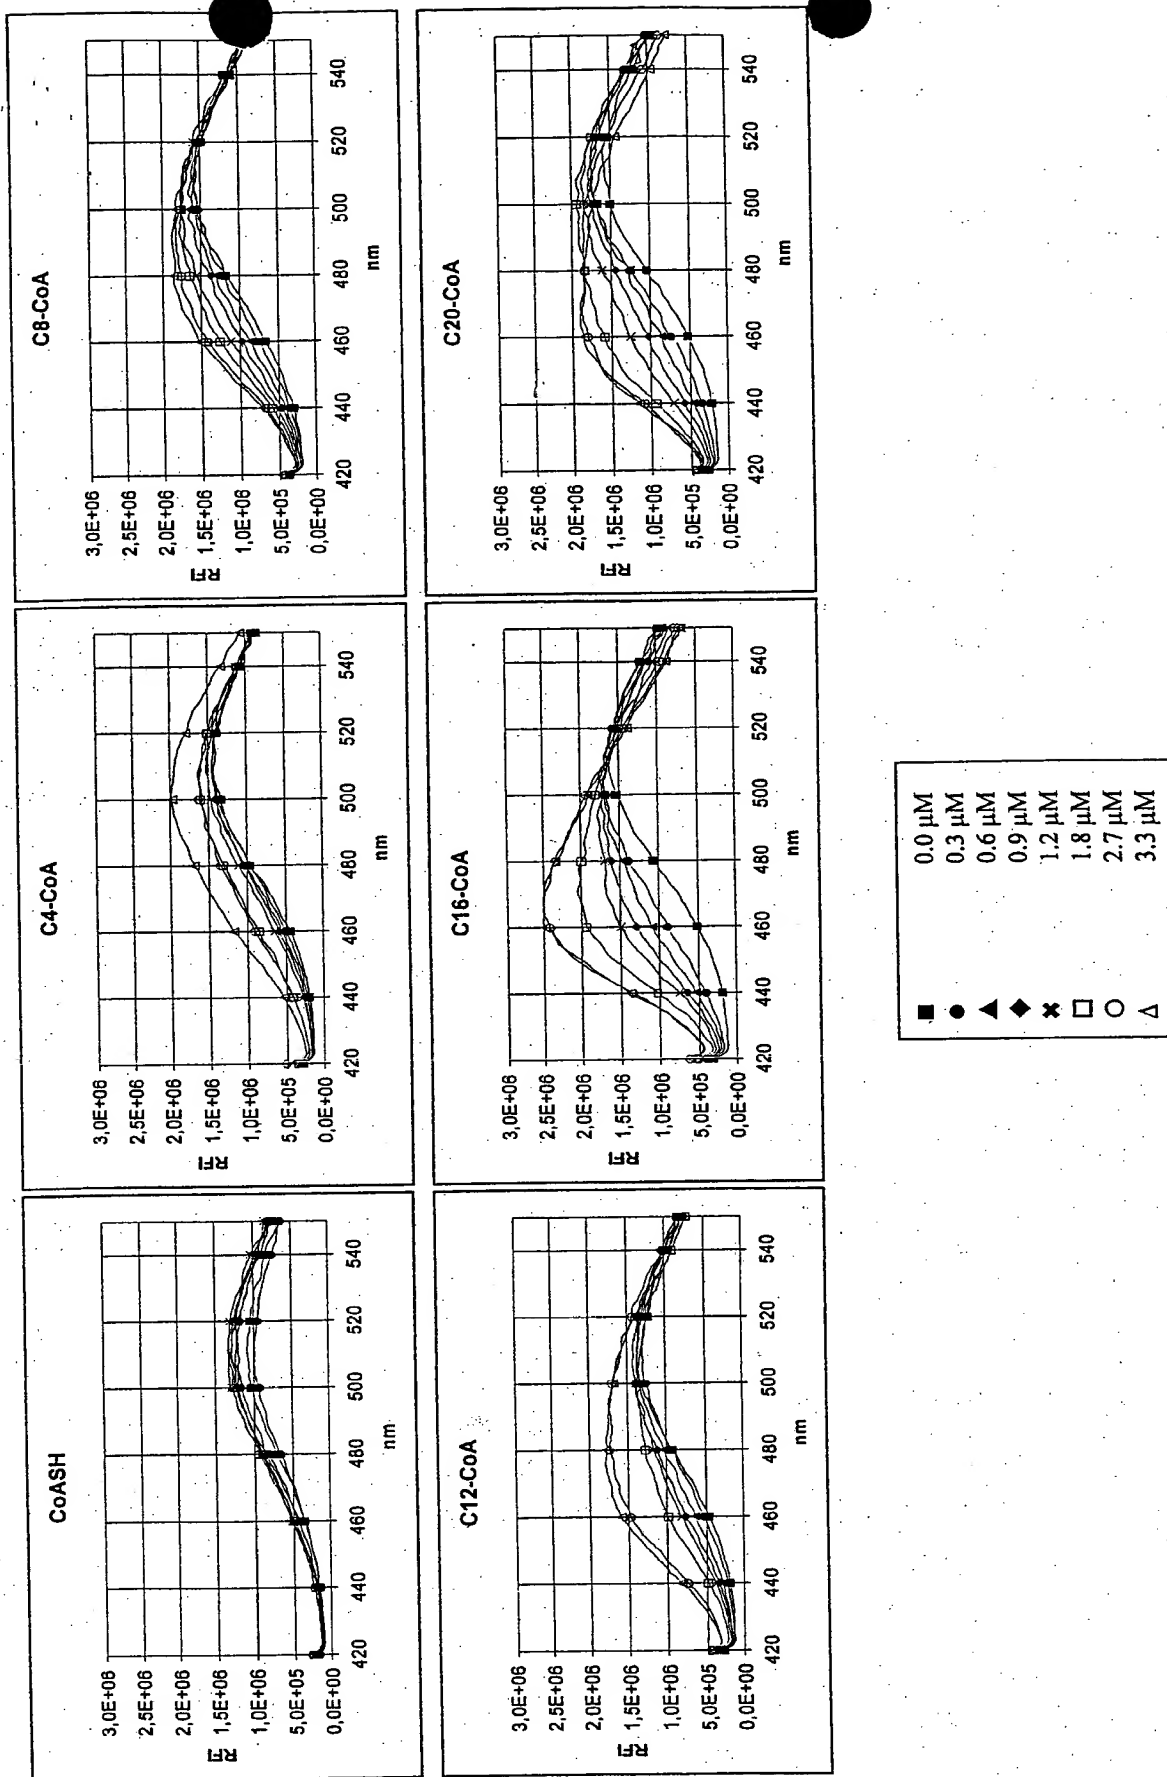 CoASH
3,0E+06
2,5E+06
2,0E+06
1,5E+06
1,0E+06
5,0E+05
0,0E+00
RFI
420
440
460
480
500
520
540
nm
C4-CoA
3,0E+06
2,5E+06
2,0E+06
1,5E+06
1,0E+06
5,0E+05
0,0E+00
RFI
420
440
460
480
500
520
540
nm
C8-CoA
3,0E+06
2,5E+06
2,0E+06
1,5E+06
1,0E+06
5,0E+05
0,0E+00
RFI
420
440
460
480
500
520
540
nm
C12-CoA
3,0E+06
2,5E+06
2,0E+06
1,5E+06
1,0E+06
5,0E+05
0,0E+00
RFI
420
440
460
480
500
520
540
nm
C16-CoA
3,0E+06
2,5E+06
2,0E+06
1,5E+06
1,0E+06
5,0E+05
0,0E+00
RFI
420
440
460
480
500
520
540
nm
C20-CoA
3,0E+06
2,5E+06
2,0E+06
1,5E+06
1,0E+06
5,0E+05
0,0E+00
RFI
420
440
460
480
500
520
540
nm
0.0 µM
0.3 µM
0.6 µM
0.9 µM
1.2 µM
1.8 µM
2.7 µM
3.3 µM